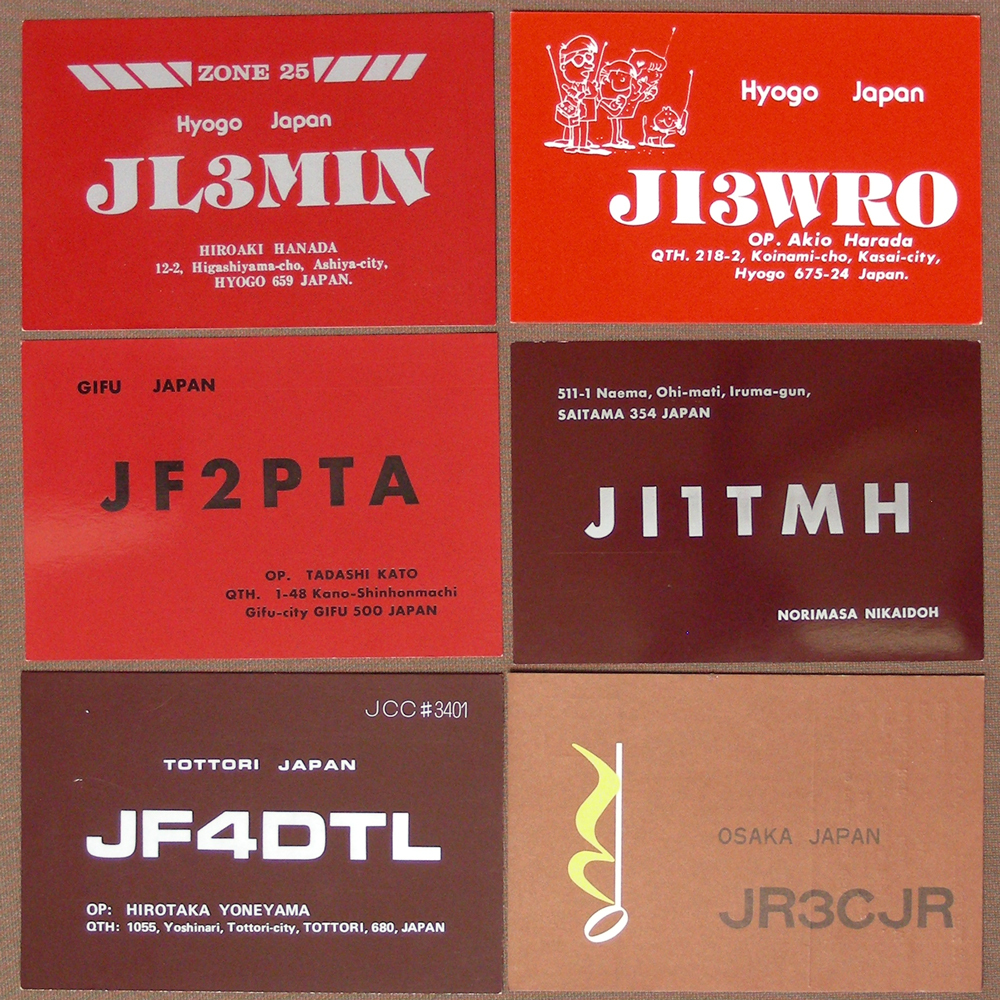 ZONE 25
Hyogo Japan
JL3MIN
HIROAKI HANADA
12-2, Higashiyama-cho, Ashiya-city,
HYOGO 659 JAPAN.
Hyogo Japan
JI3WRO
OP. Akio Harada
QTH. 218-2, Koinami-cho, Kasai-city,
Hyogo 675-24 Japan.
GIFU JAPAN
JF2PTA
OP. TADASHI KATO
QTH. 1-48 Kano-Shinhonmachi
Gifu-city GIFU 500 JAPAN
511-1 Naema, Ohi-mati, Iruma-gun,
SAITAMA 354 JAPAN
JI1TMH
NORIMASA NIKAIDOH
JCC#3401
TOTTORI JAPAN
JF4DTL
OP: HIROTAKA YONEYAMA
QTH: 1055, Yoshinari, Tottori-city, TOTTORI, 680, JAPAN
OSAKA JAPAN
JR3CJR